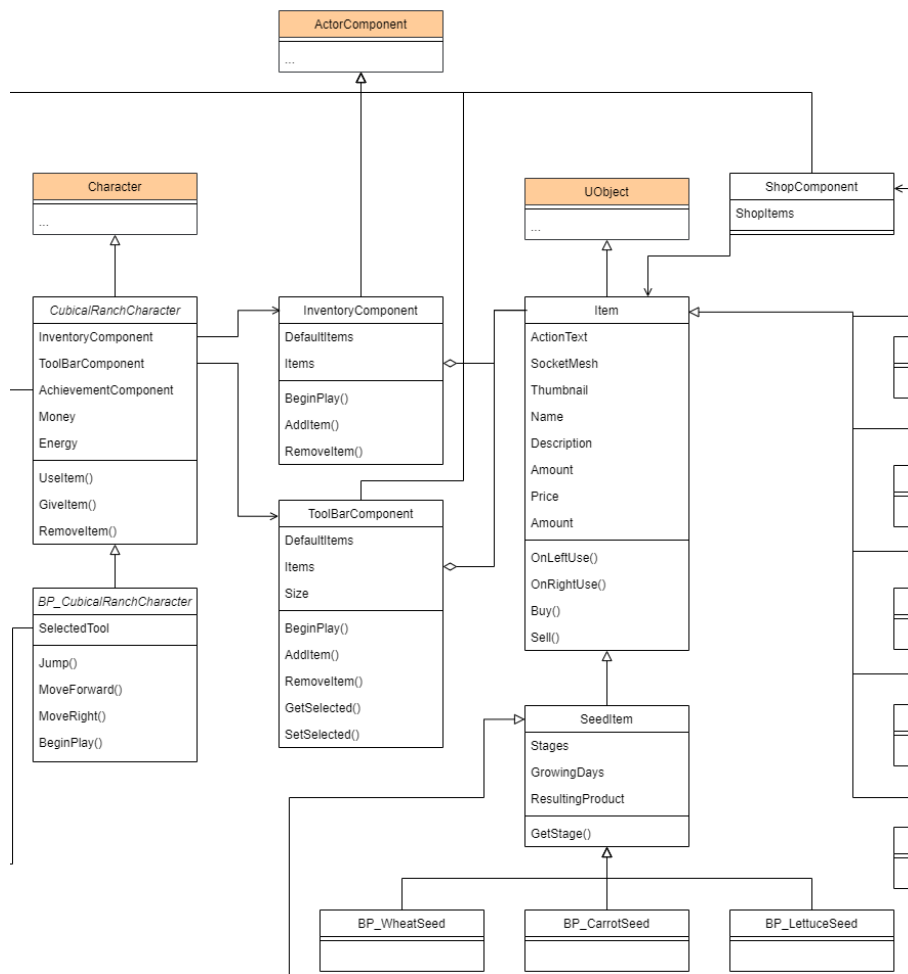 ActorComponent
...
Character
...
UObject
...
ShopComponent
ShopItems
CubicalRanchCharacter
InventoryComponent
ToolBarComponent
AchievementComponent
Money
Energy
UseItem()
GiveItem()
RemoveItem()
InventoryComponent
DefaultItems
Items
BeginPlay()
AddItem()
RemoveItem()
Item
ActionText
SocketMesh
Thumbnail
Name
Description
Amount
Price
Amount
OnLeftUse()
OnRightUse()
Buy()
Sell()
ToolBarComponent
DefaultItems
Items
Size
BeginPlay()
AddItem()
RemoveItem()
GetSelected()
SetSelected()
BP_CubicalRanchCharacter
SelectedTool
Jump()
MoveForward()
MoveRight()
BeginPlay()
SeedItem
Stages
GrowingDays
ResultingProduct
GetStage()
BP_WheatSeed
BP_CarrotSeed
BP_LettuceSeed